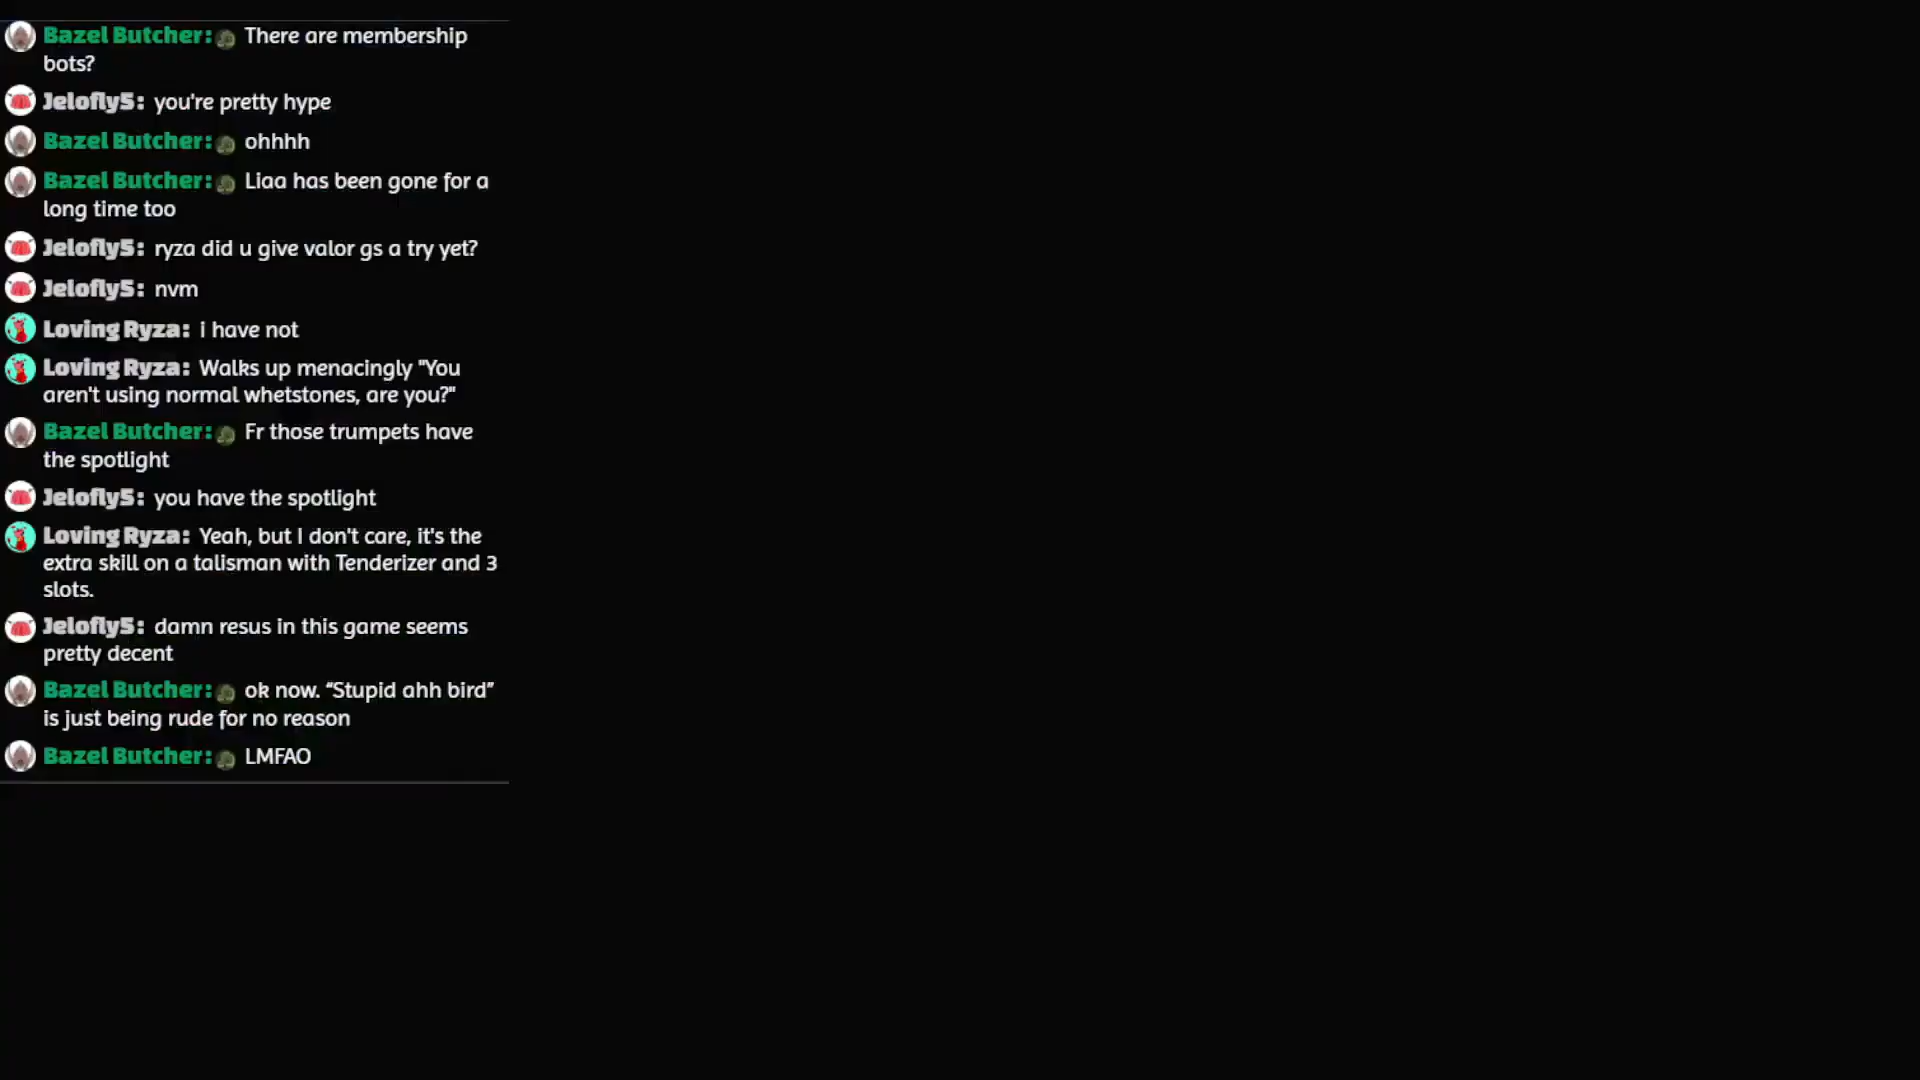 Bazel Butcher: There are membership
bots?
Jelofly5: you're pretty hype
Bazel Butcher: ohhhh
Bazel Butcher: Liaa has been gone for a
long time too
Jelofly5: ryza did u give valor gs a try yet?
Jelofly5: nvm
Loving Ryza: i have not
Loving Ryza: Walks up menacingly "You
aren't using normal whetstones, are you?"
Bazel Butcher: Fr those trumpets have
the spotlight
Jelofly5: you have the spotlight
Loving Ryza: Yeah, but I don't care, it's the
extra skill on a talisman with Tenderizer and 3
slots.
Jelofly5: damn resus in this game seems
pretty decent
Bazel Butcher: ok now. “Stupid ahh bird”
is just being rude for no reason
Bazel Butcher: LMFAO